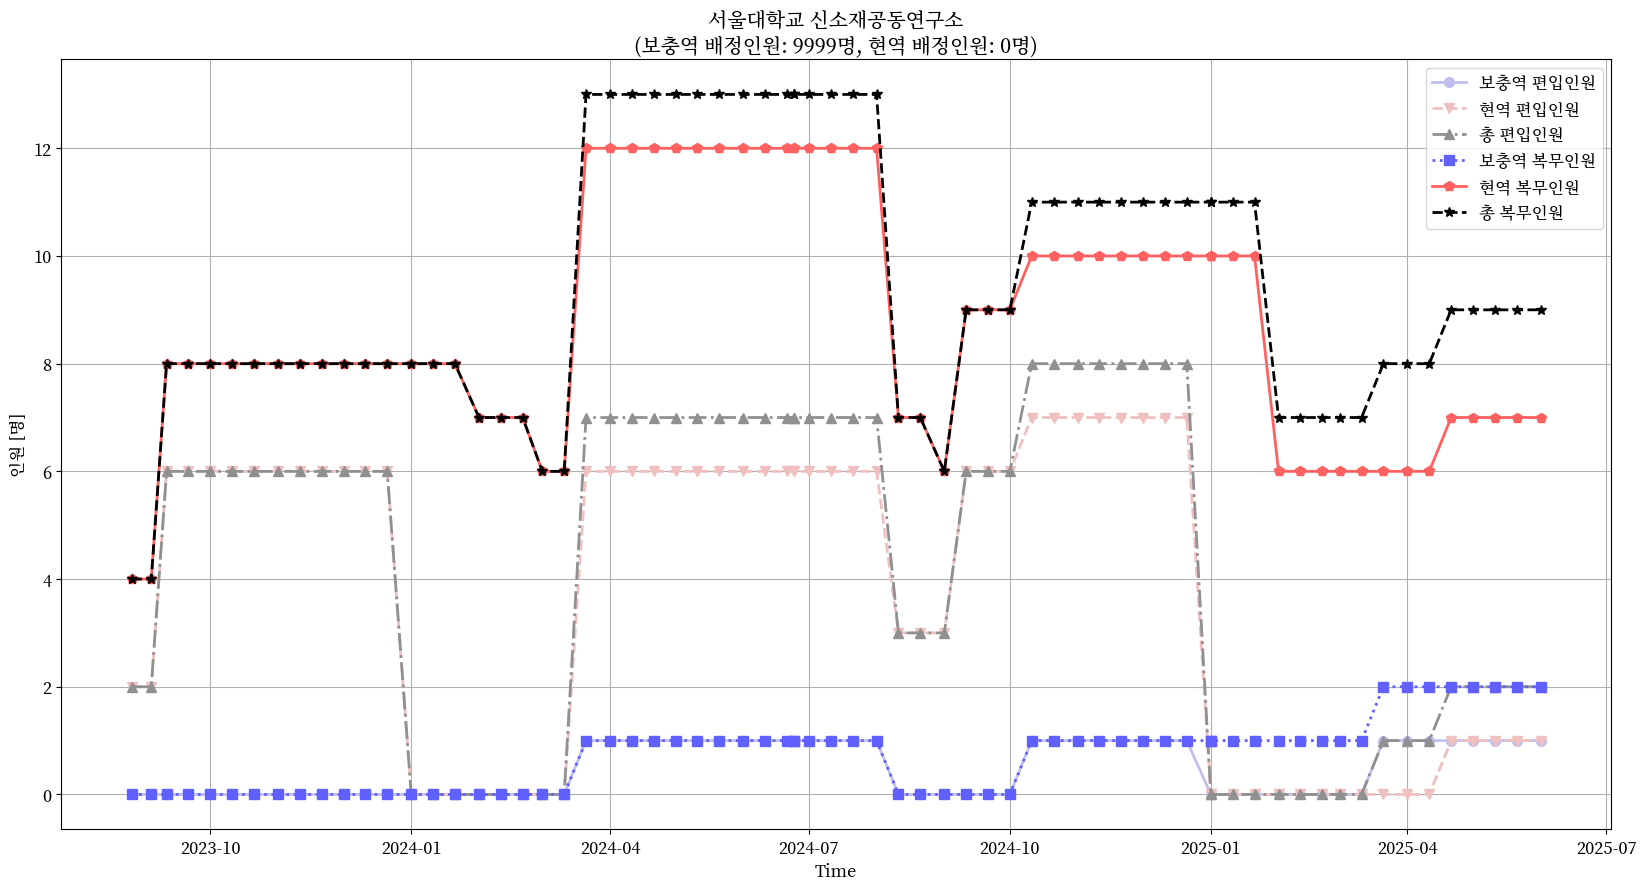 서울대학교 신소재공동연구소
(보충역 배정인원: 9999명, 현역 배정인원: 0명)
보충역 편입인원
현역 편입인원
총 편입인원
보충역 복무인원
현역 복무인원
총 복무인원
인원 [명]
12
10
8
6
4
2
0
2023-10
2024-01
2024-04
2024-07
2024-10
2025-01
2025-04
2025-07
Time